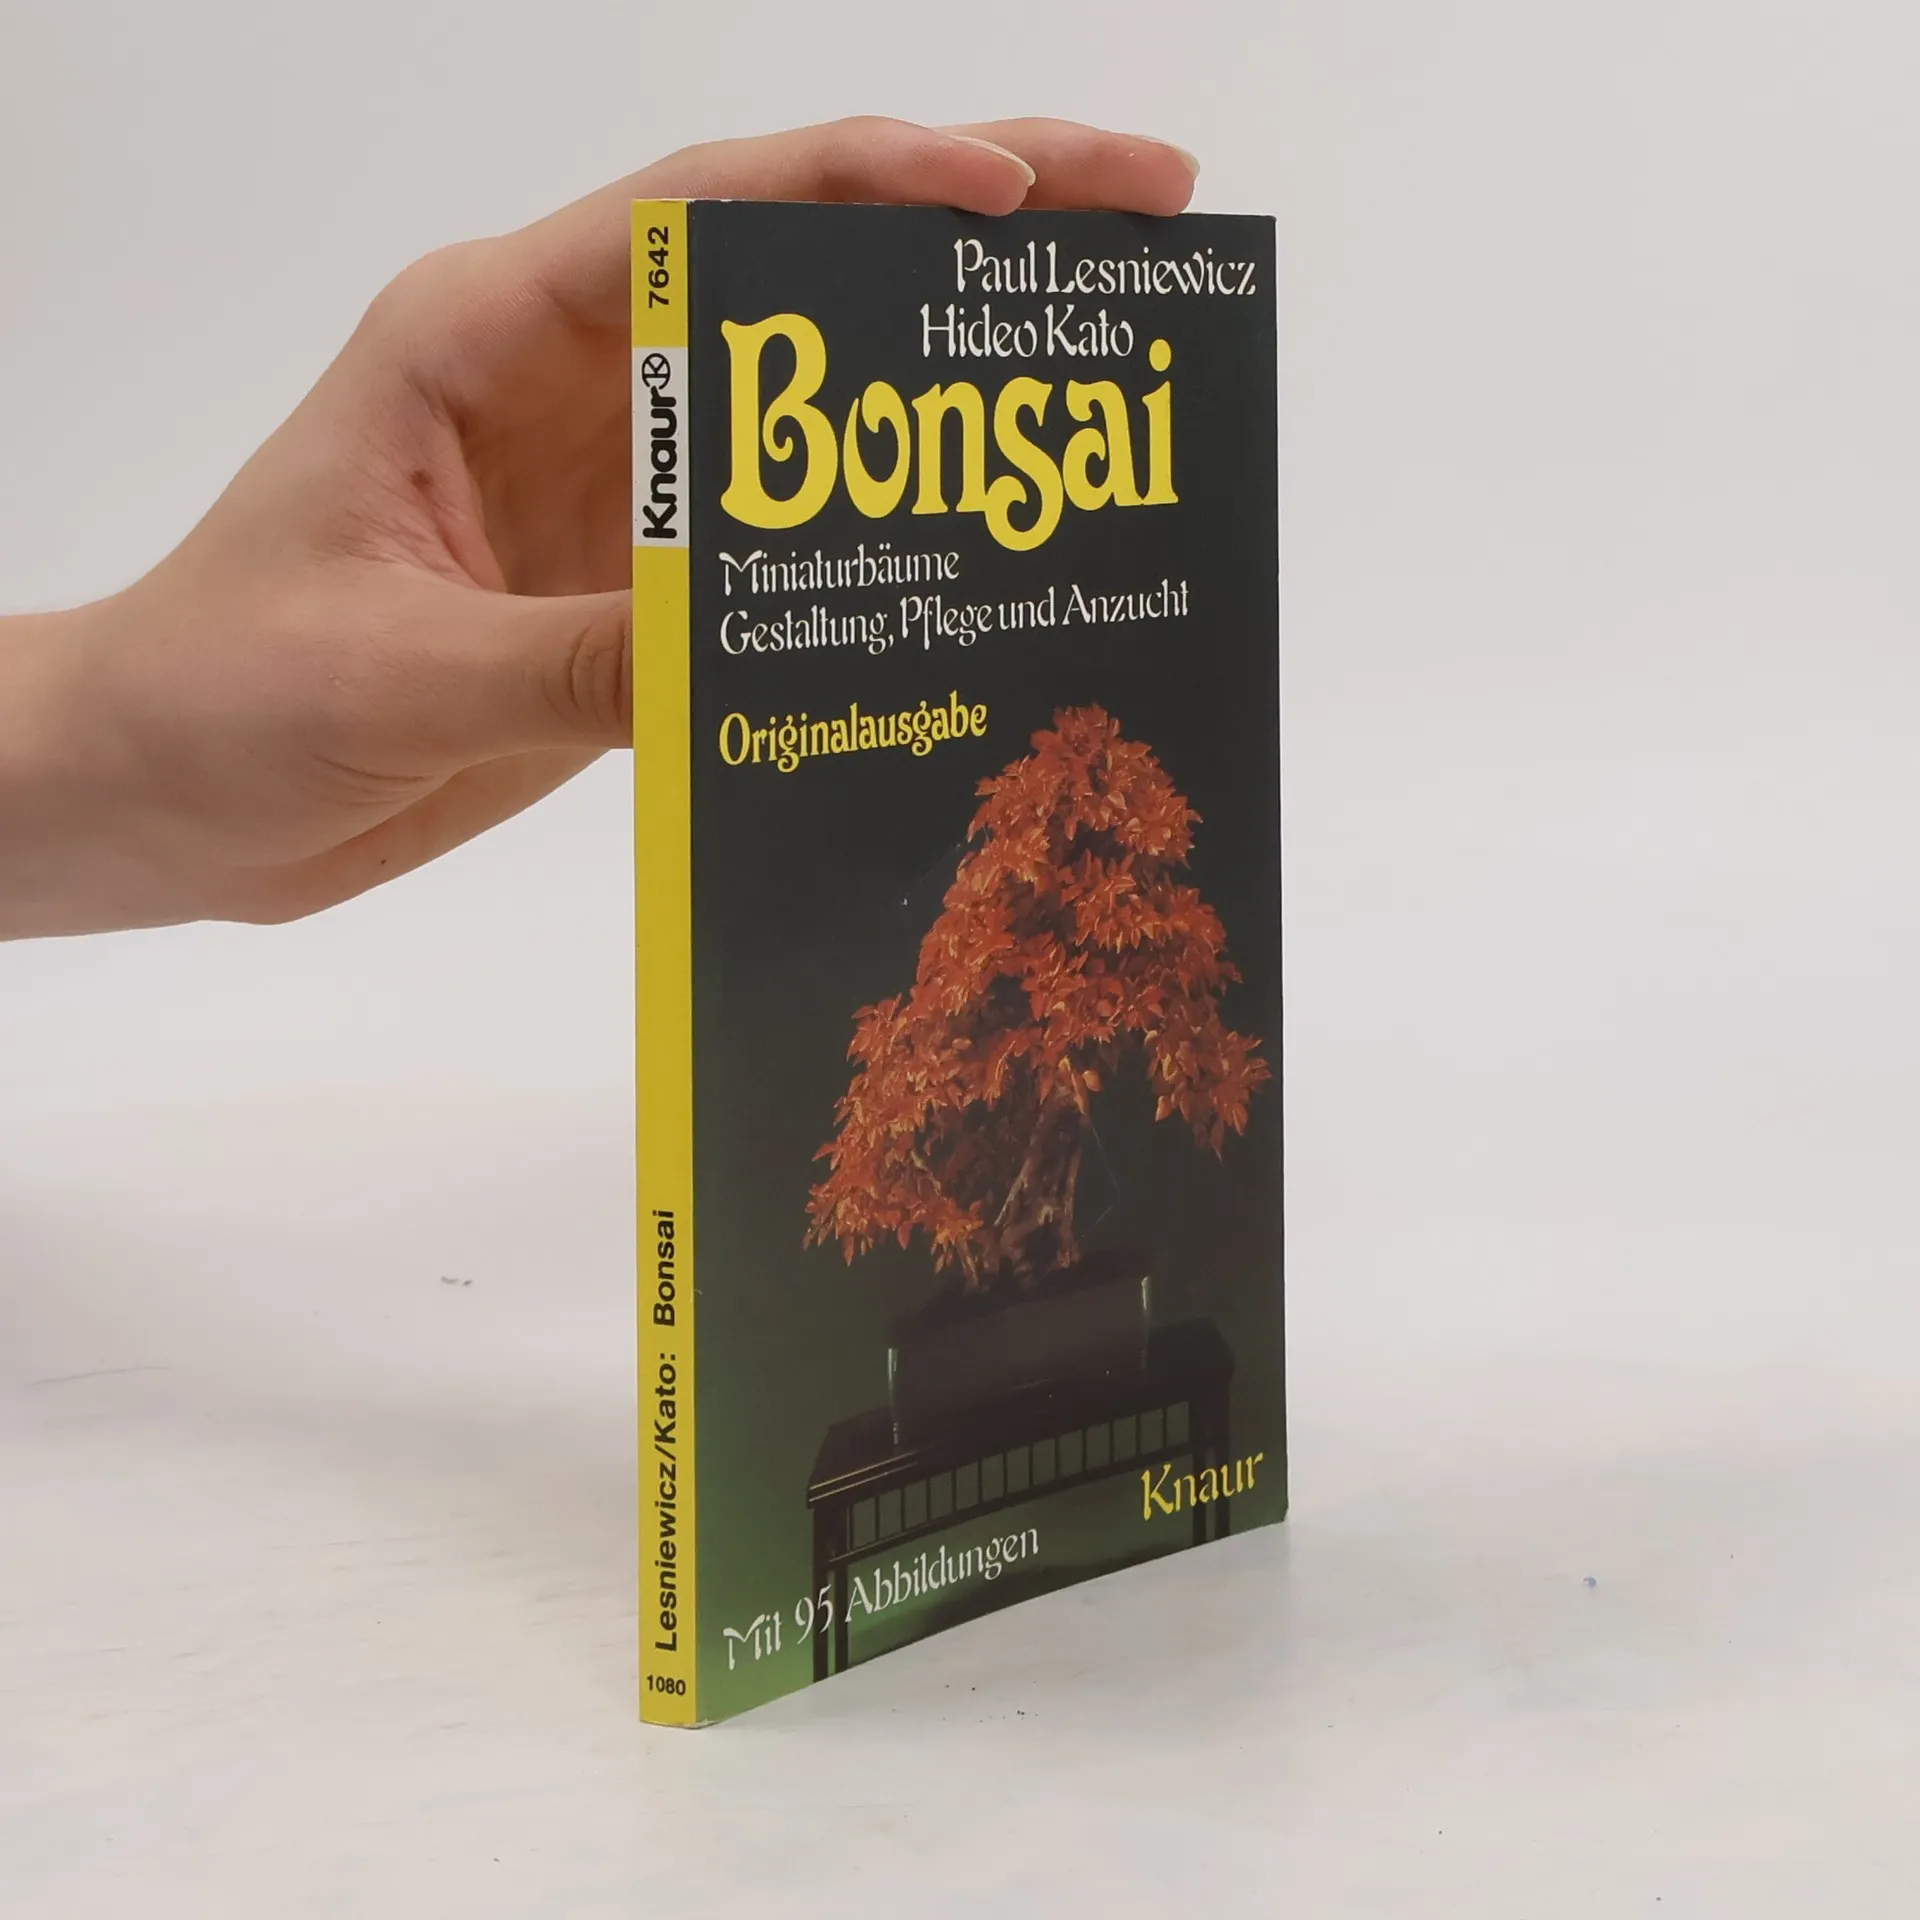 7642
Knaur
Lesniewicz/Kato: Bonsai
1080
Paul Lesniewicz
Hideo Kato
Bonsai
Miniaturbäume
Gestaltung, Pflege und Anzucht
Originalausgabe
Knaur
Mit 95 Abbildungen